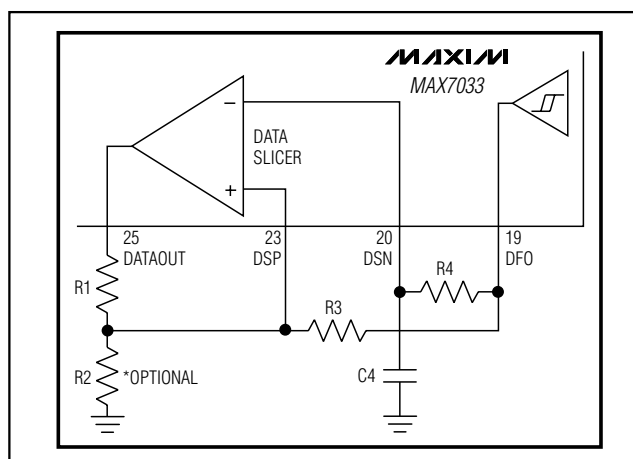 MAXIM
MAX7033
DATA
SLICER
−
+
25
DATAOUT
23
DSP
20
DSN
19
DFO
R1
R3
R4
R2
*OPTIONAL
C4